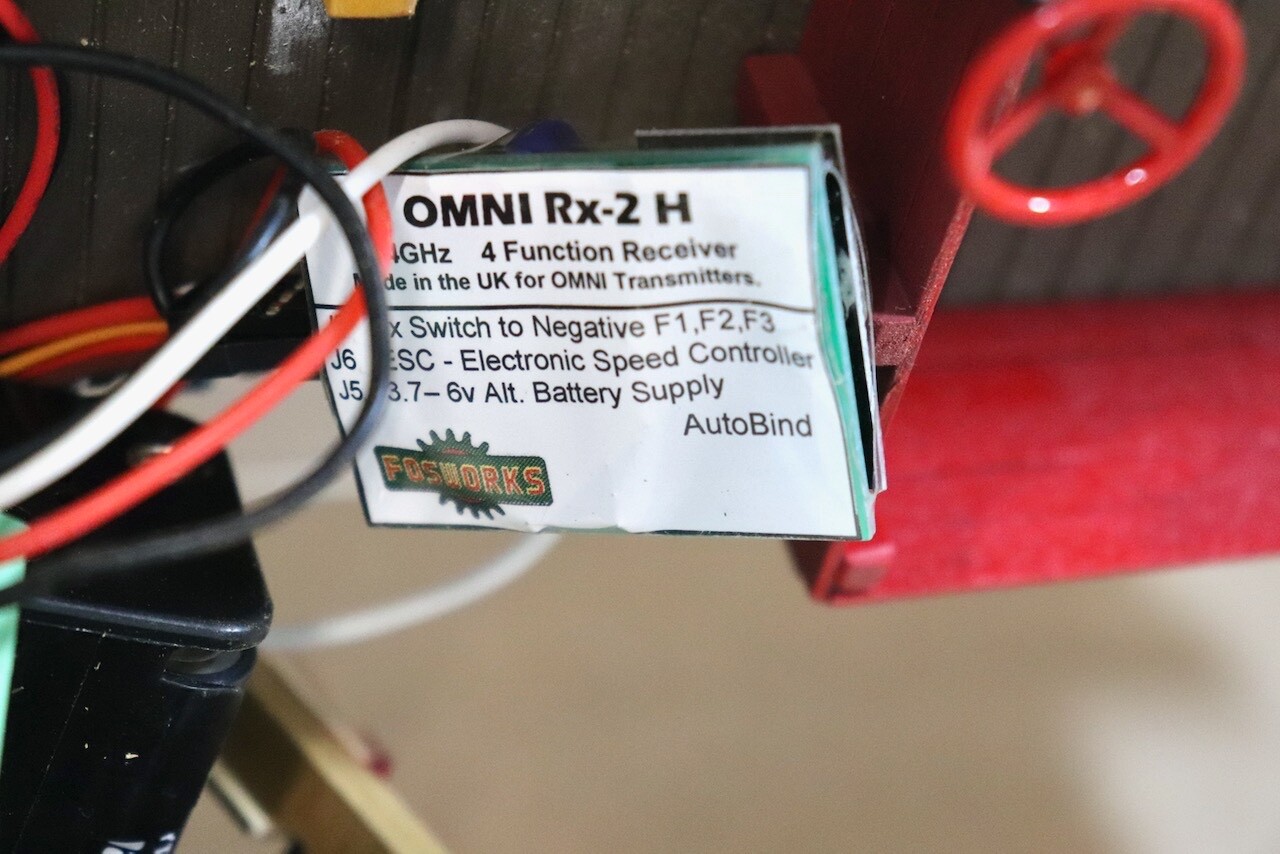 OMNI Rx-2 H
4GHz 4 Function Receiver
in the UK for OMNI Transmitters.
Switch to Negative F1,F2,F3
J6 ESC - Electronic Speed Controller
J5 3.7– 6v Alt. Battery Supply
AutoBind
FOSWORKS